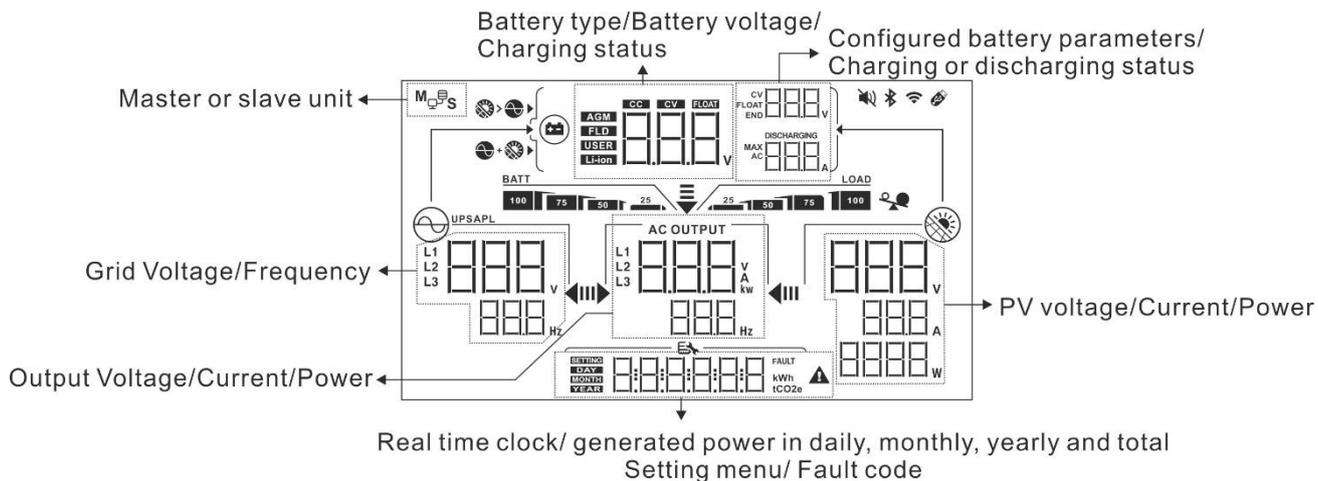 Battery type/Battery voltage/
Charging status
Configured battery parameters/
Charging or discharging status
Master or slave unit
M S
CC CV FLOAT
AGM
FLD
USER
Li-ion
V
CV
FLOAT
END
V
DISCHARGING
MAX
AC
A
BATT
LOAD
100 75 50 25
25 50 75 100
UPSAPL
AC OUTPUT
L1
L2
L3
V
Hz
L1
L2
L3
V
A
kw
Hz
V
A
W
Grid Voltage/Frequency
PV voltage/Current/Power
Output Voltage/Current/Power
SETTING
DAY
MONTH
YEAR
FAULT
kWh
tCO2e
Real time clock/ generated power in daily, monthly, yearly and total
Setting menu/ Fault code